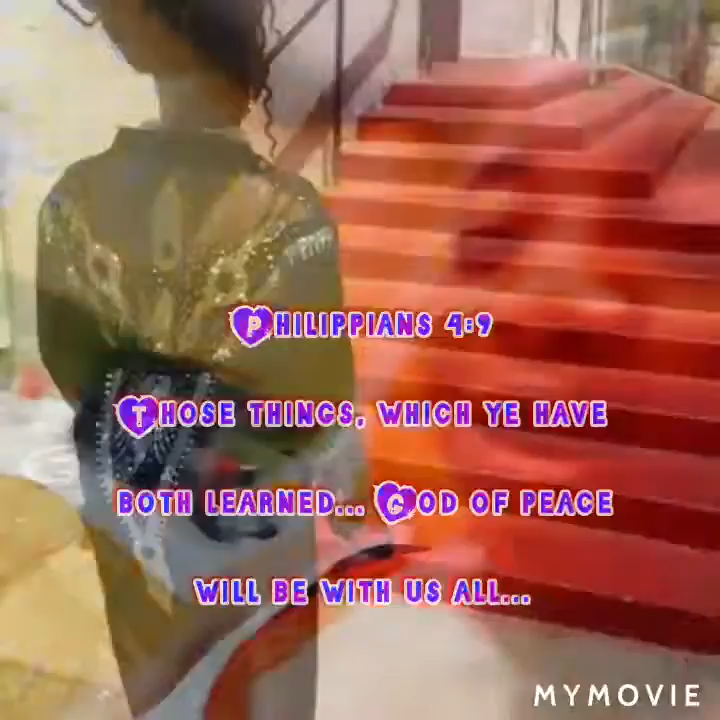 Philippians 4:9
Those things, which ye have
both learned... God of peace
will be with us all...
MYMOVIE